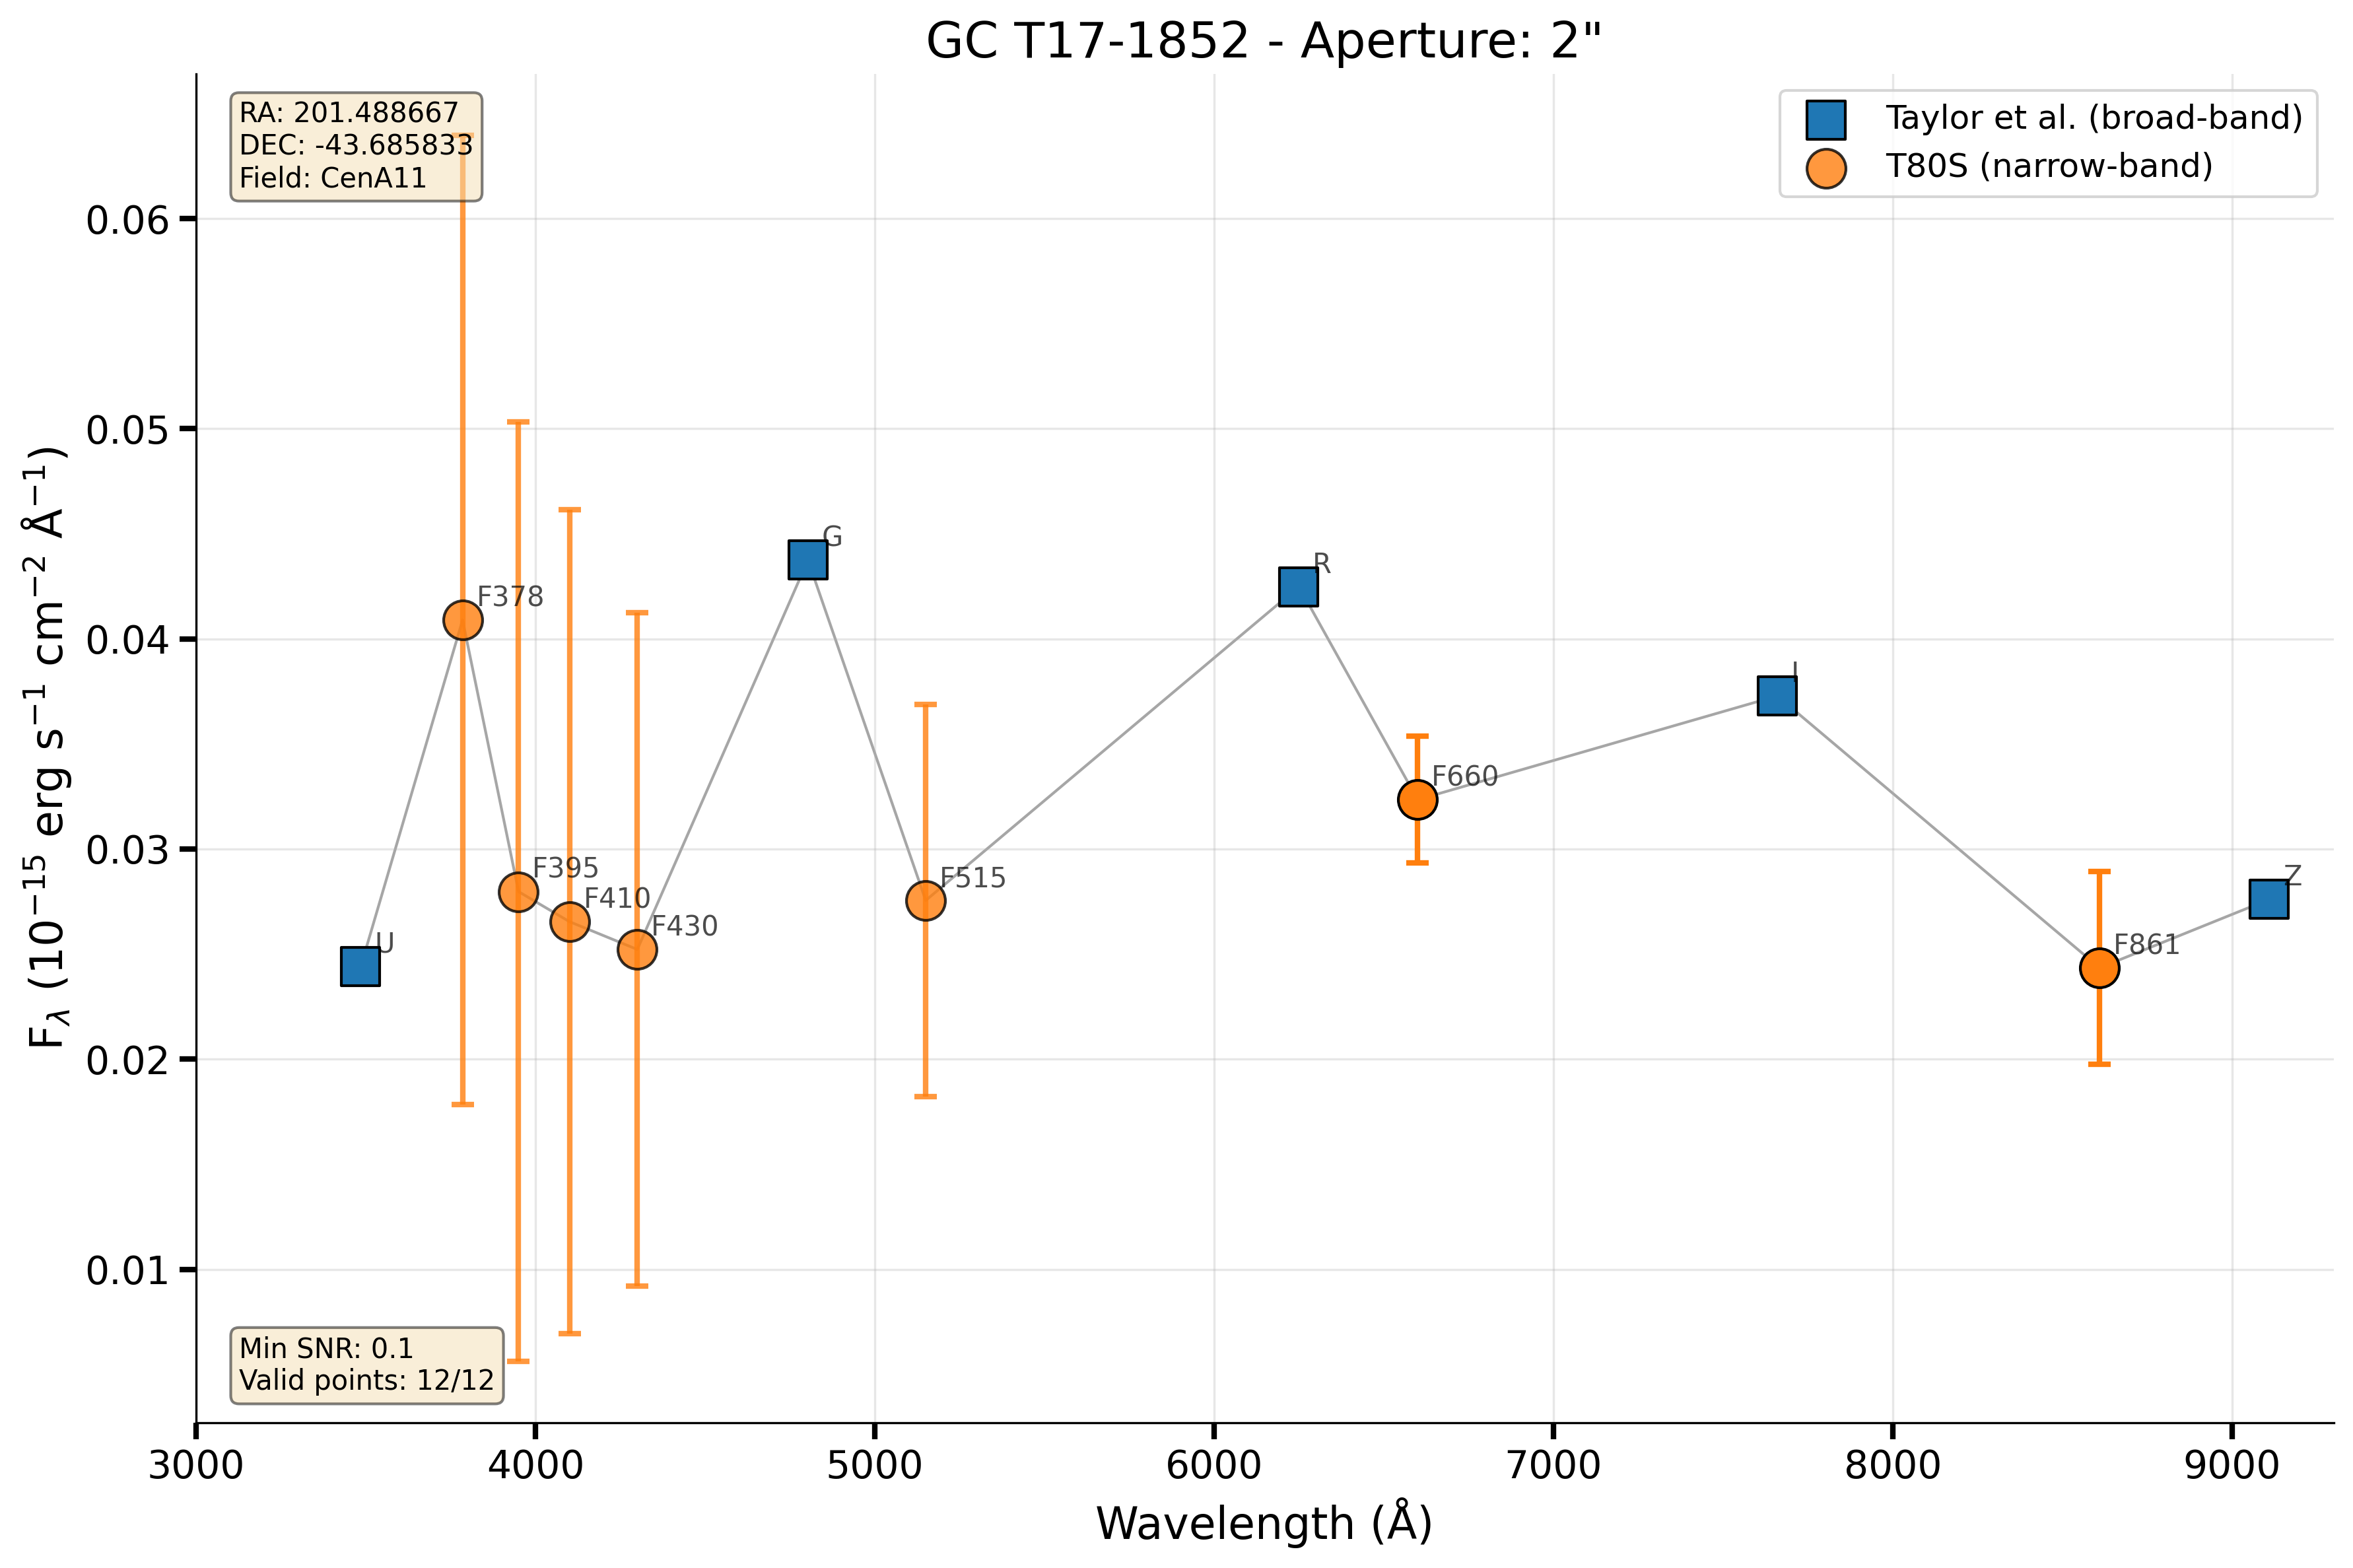 GC T17-1852 - Aperture: 2"
RA: 201.488667
DEC: -43.685833
Field: CenA11
Taylor et al. (broad-band)
T80S (narrow-band)
F$_{\lambda}$ (10$^{-15}$ erg s$^{-1}$ cm$^{-2}$ Å$^{-1}$)
0.06
0.05
0.04
0.03
0.02
0.01
U
F378
F395
F410
F430
G
F515
R
F660
I
F861
Z
Min SNR: 0.1
Valid points: 12/12
3000 4000 5000 6000 7000 8000 9000
Wavelength (Å)